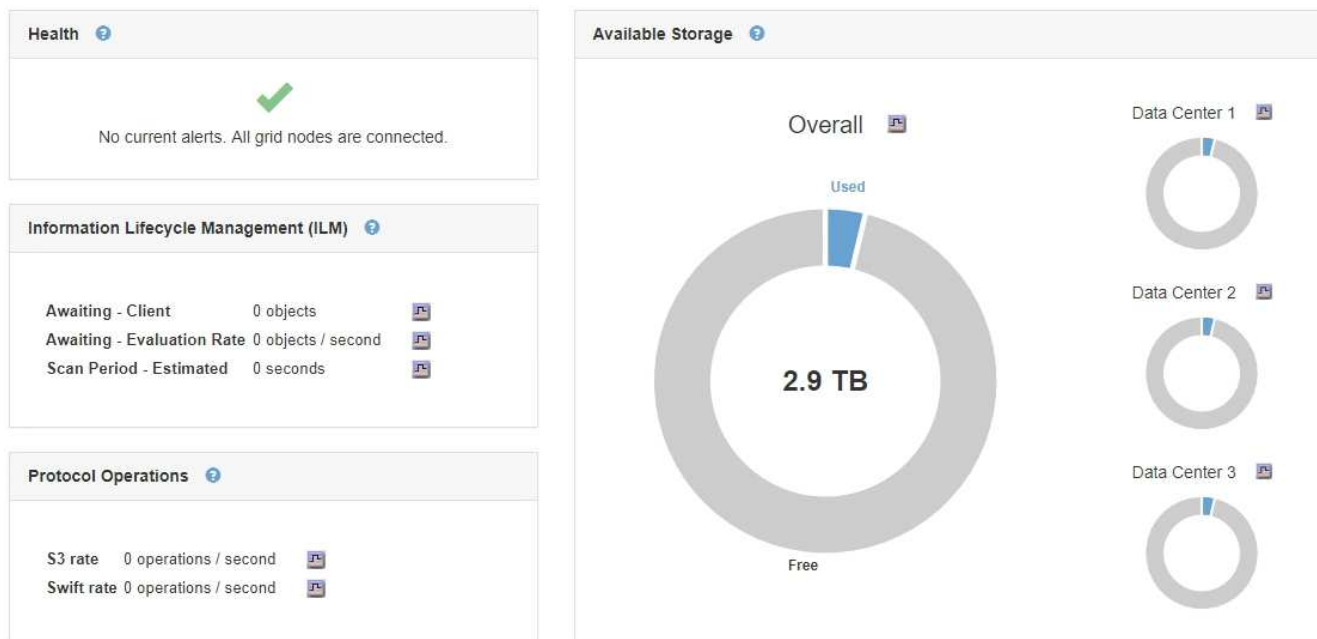 Health
No current alerts. All grid nodes are connected.
Information Lifecycle Management (ILM)
Awaiting - Client 0 objects
Awaiting - Evaluation Rate 0 objects / second
Scan Period - Estimated 0 seconds
Protocol Operations
S3 rate 0 operations / second
Swift rate 0 operations / second
Available Storage
Overall
Used
2.9 TB
Free
Data Center 1
Data Center 2
Data Center 3